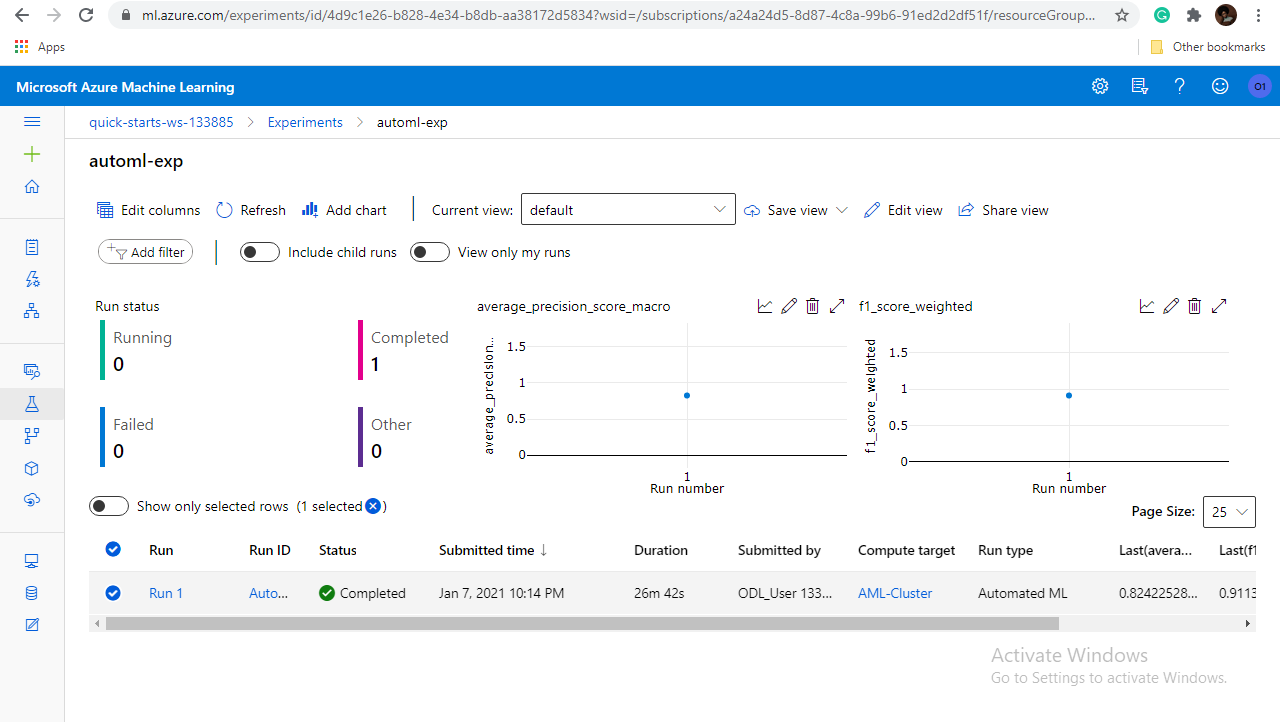 ml.azure.com/experiments/id/4d9c1e26-b828-4e34-b8db-aa38172d5834?wsid=/subscriptions/a24a24d5-8d87-4c8a-99b6-91ed2d2df51f/resourceGroup...
Apps
Other bookmarks
Microsoft Azure Machine Learning
O1
quick-starts-ws-133885 > Experiments > automl-exp
automl-exp
Edit columns Refresh Add chart Current view: default Save view Edit view Share view
Add filter Include child runs View only my runs
Run status
Running
0
Completed
1
Failed
0
Other
0
average_precision_score_macro
average_precision...
1.5
1
0.5
0
1
Run number
f1_score_weighted
f1_score_weighted
1.5
1
0.5
0
1
Run number
Show only selected rows (1 selected)
Page Size: 25
Run Run ID Status Submitted time ↓ Duration Submitted by Compute target Run type Last(avera... Last(f1
Run 1 Auto... Completed Jan 7, 2021 10:14 PM 26m 42s ODL_User 133... AML-Cluster Automated ML 0.82422528... 0.9113
Activate Windows
Go to Settings to activate Windows.